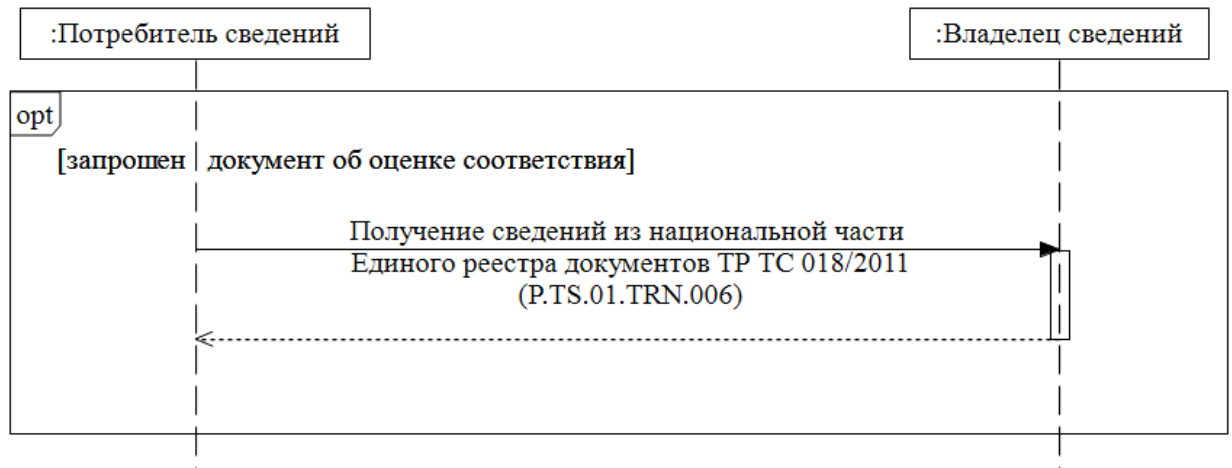 :Потребитель сведений
:Владелец сведений
opt
[запрошен документ об оценке соответствия]
Получение сведений из национальной части
Единого реестра документов ТР ТС 018/2011
(P.TS.01.TRN.006)